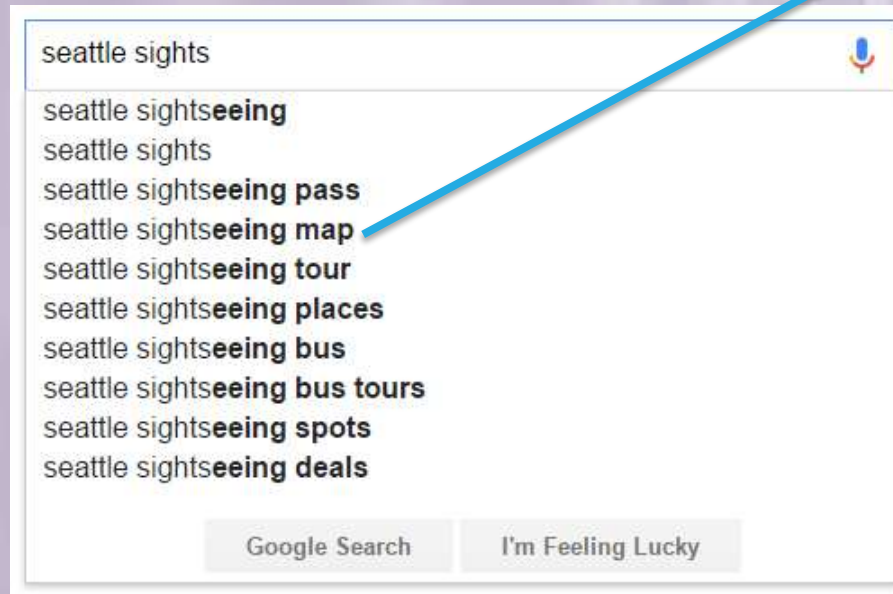 seattle sights
seattle sightseeing
seattle sights
seattle sightseeing pass
seattle sightseeing map
seattle sightseeing tour
seattle sightseeing places
seattle sightseeing bus
seattle sightseeing bus tours
seattle sightseeing spots
seattle sightseeing deals
Google Search I'm Feeling Lucky